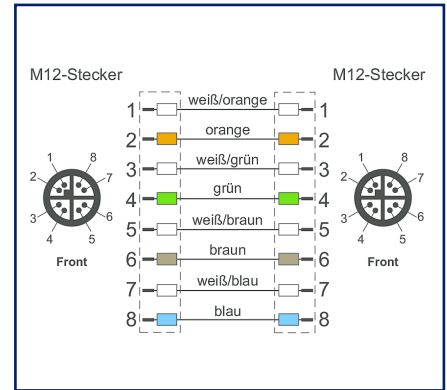 M12-Stecker M12-Stecker
1 weiß/orange 1
2 orange 2
3 weiß/grün 3
4 grün 4
5 weiß/braun 5
6 braun 6
7 weiß/blau 7
8 blau 8
1 8
2 7
3 6
4 5
Front
1 8
2 7
3 6
4 5
Front